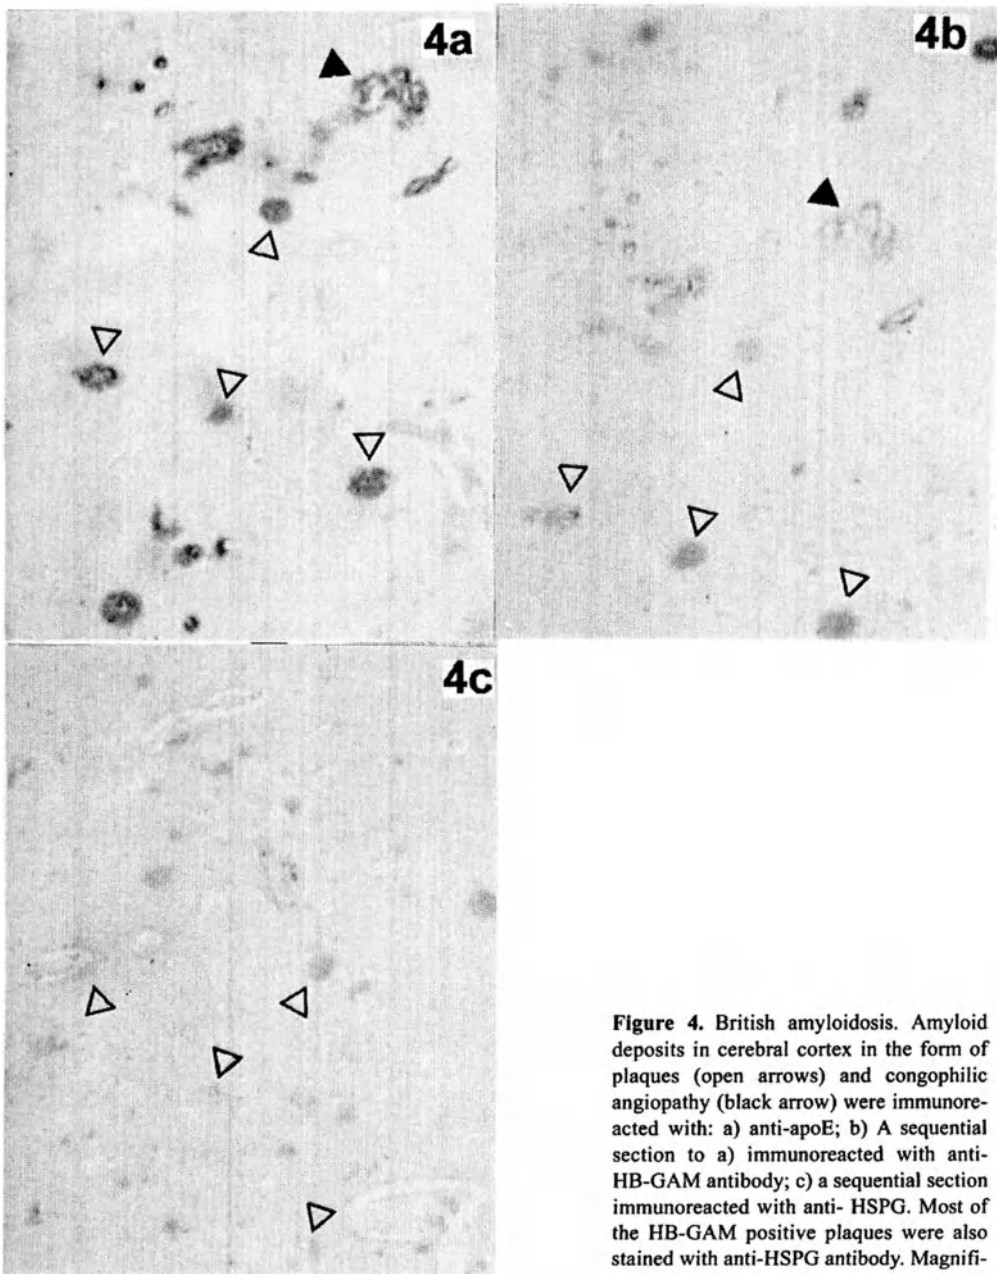 4a
4b
4c
Figure 4. British amyloidosis. Amyloid
deposits in cerebral cortex in the form of
plaques (open arrows) and congophilic
angiopathy (black arrow) were immunore-
acted with: a) anti-apoE; b) A sequential
section to a) immunoreacted with anti-
HB-GAM antibody; c) a sequential section
immunoreacted with anti- HSPG. Most of
the HB-GAM positive plaques were also
stained with anti-HSPG antibody. Magnifi-